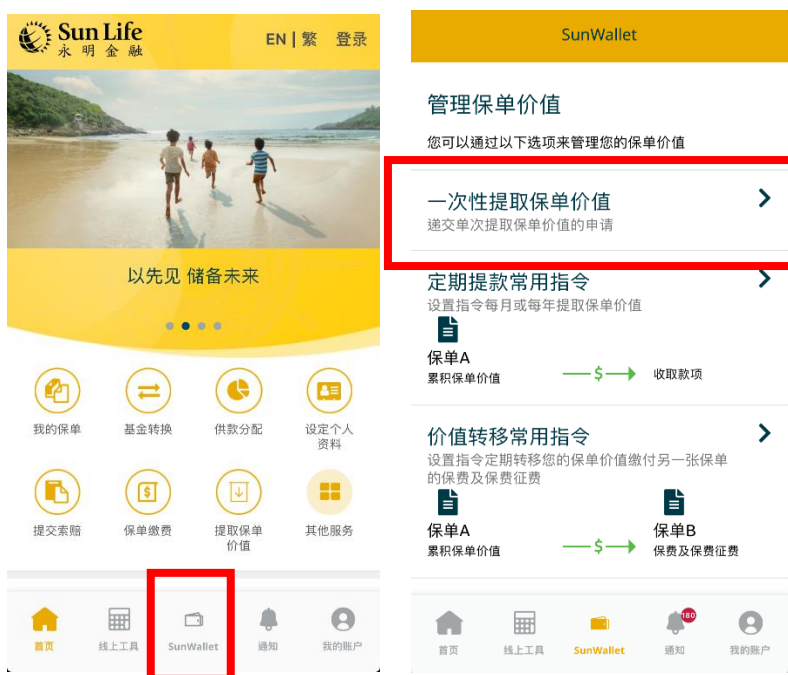 Sun Life
永明金融
EN | 繁 登录
以先见 储备未来
我的保单
基金转换
供款分配
设定个人
资料
提交索赔
保单缴费
提取保单
价值
其他服务
首页
线上工具
SunWallet
通知
我的账户
SunWallet
管理保单价值
您可以通过以下选项来管理您的保单价值
一次性提取保单价值
递交单次提取保单价值的申请
定期提款常用指令
设置指令每月或每年提取保单价值
保单A
累积保单价值
$
收取款项
价值转移常用指令
设置指令定期转移您的保单价值缴付另一张保单
的保费及保费征费
保单A
累积保单价值
$
保单B
保费及保费征费
首页
线上工具
SunWallet
180
通知
我的账户